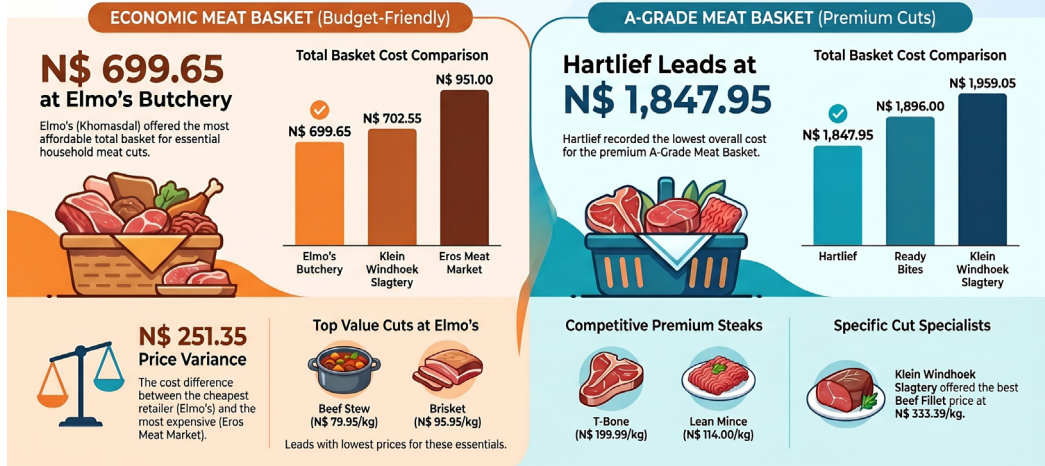 ECONOMIC MEAT BASKET (Budget-Friendly)
N$ 699.65
at Elmo's Butchery
Elmo's (Khomasdal) offered the most
affordable total basket for essential
household meat cuts.
Total Basket Cost Comparison
N$ 699.65
N$ 702.55
N$ 951.00
Elmo's
Butchery
Klein
Windhoek
Slagtery
Eros Meat
Market
N$ 251.35
Price Variance
The cost difference
between the cheapest
retailer (Elmo's) and the
most expensive (Eros
Meat Market).
Top Value Cuts at Elmo's
Beef Stew
(N$ 79.95/kg)
Brisket
(N$ 95.95/kg)
Leads with lowest prices for these essentials.
A-GRADE MEAT BASKET (Premium Cuts)
Hartlief Leads at
N$ 1,847.95
Hartlief recorded the lowest overall cost
for the premium A-Grade Meat Basket.
Total Basket Cost Comparison
N$ 1,847.95
N$ 1,896.00
N$ 1,959.05
Hartlief
Ready
Bites
Klein
Windhoek
Slagtery
Competitive Premium Steaks
T-Bone
(N$ 199.99/kg)
Lean Mince
(N$ 114.00/kg)
Specific Cut Specialists
Klein Windhoek
Slagtery offered the best
Beef Fillet price at
N$ 333.39/kg.